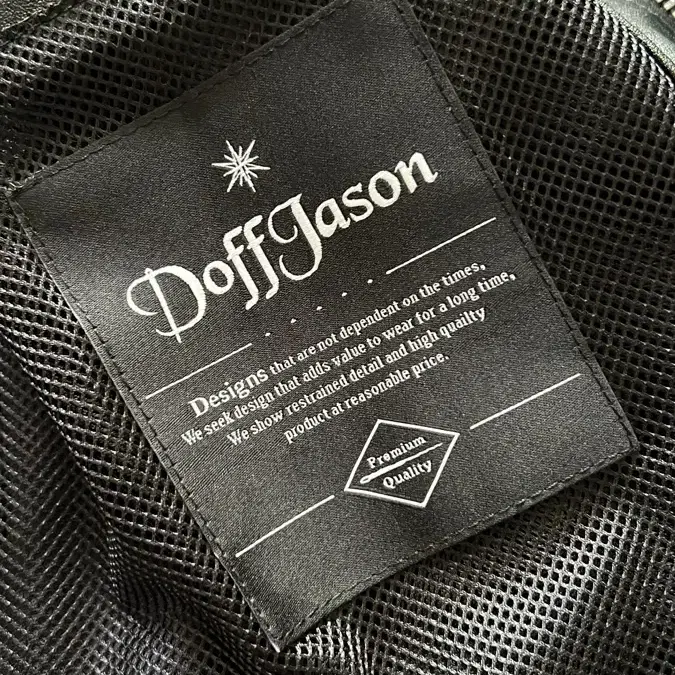 DoffJason
Designs that are not dependent on the times.
We seek design that adds value to wear for a long time,
We show restrained detail and high quailty
product at reasonable price.
Premium
Quality